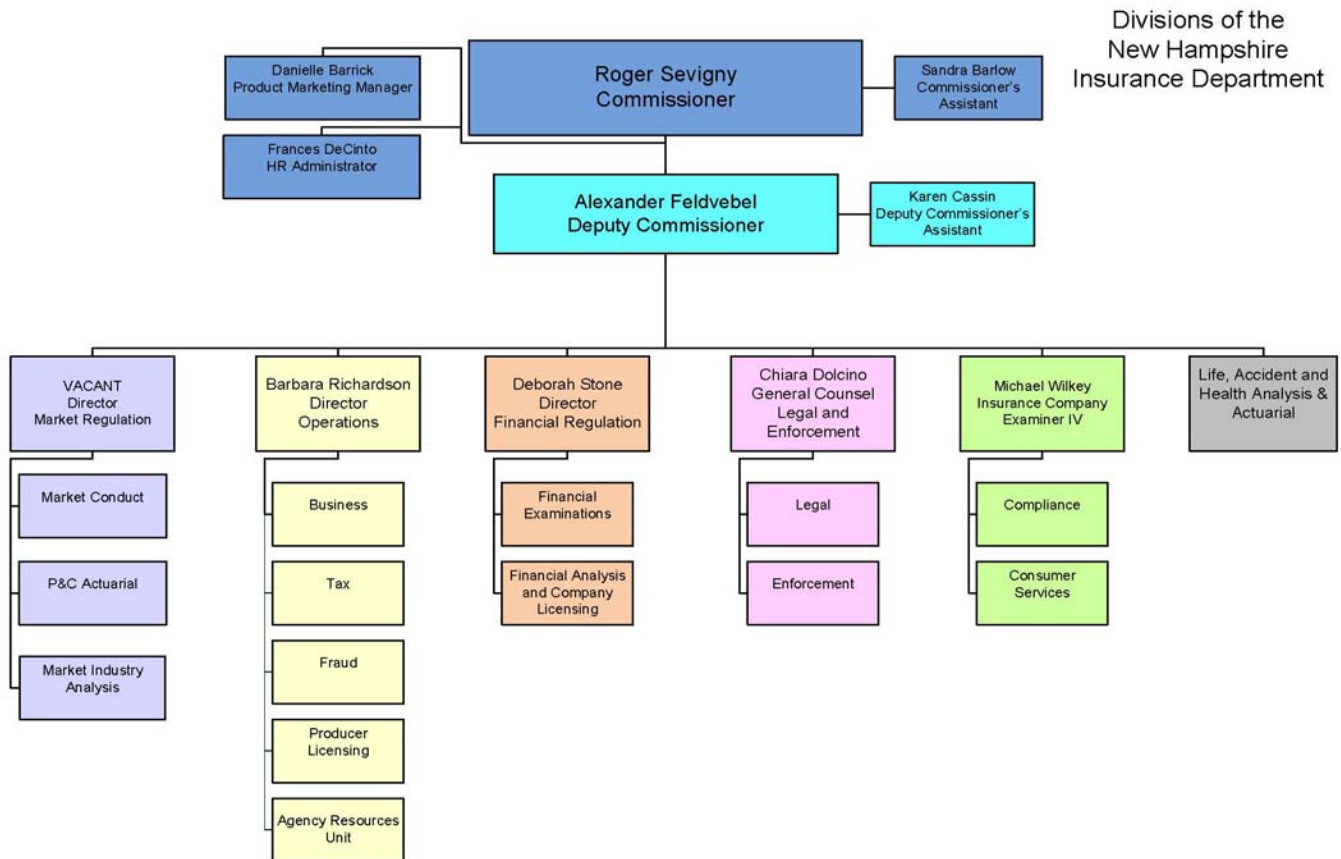 Divisions of the
New Hampshire
Insurance Department
Danielle Barrick
Product Marketing Manager
Roger Sevigny
Commissioner
Sandra Barlow
Commissioner's
Assistant
Frances DeCinto
HR Administrator
Alexander Feldvebel
Deputy Commissioner
Karen Cassin
Deputy Commissioner's
Assistant
VACANT
Director
Market Regulation
Market Conduct
P&C Actuarial
Market Industry
Analysis
Barbara Richardson
Director
Operations
Business
Tax
Fraud
Producer
Licensing
Agency Resources
Unit
Deborah Stone
Director
Financial Regulation
Financial
Examinations
Financial Analysis
and Company
Licensing
Chiara Dolcino
General Counsel
Legal and
Enforcement
Legal
Enforcement
Michael Wilkey
Insurance Company
Examiner IV
Compliance
Consumer
Services
Life, Accident and
Health Analysis &
Actuarial